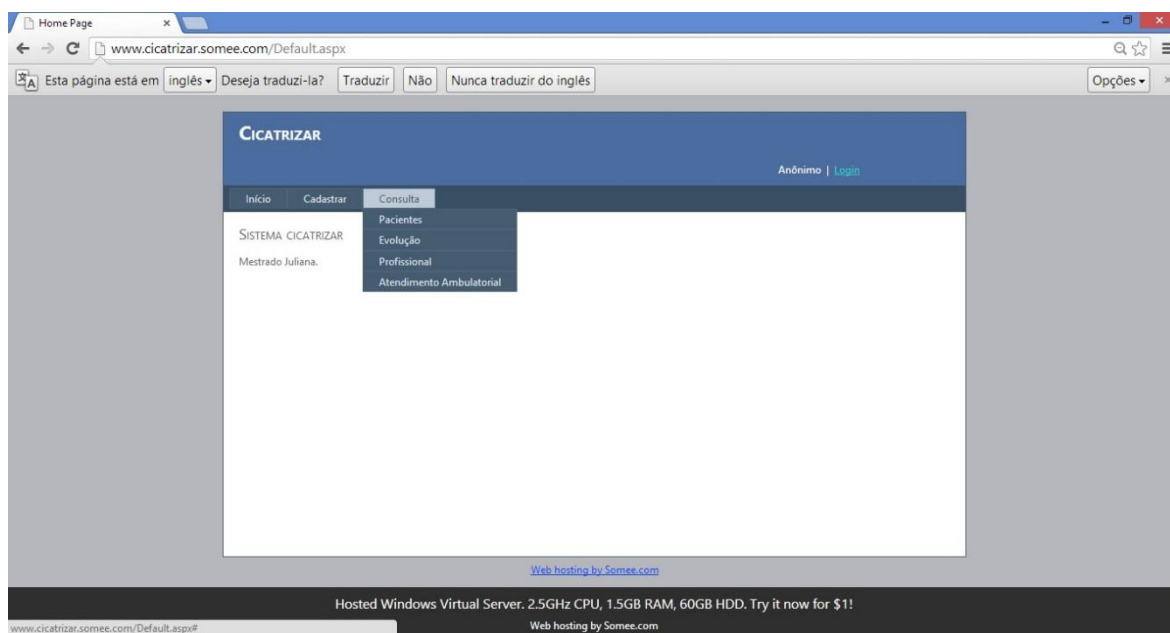 Home Page
www.cicatrizar.somee.com/Default.aspx
Esta página está em inglês Deseja traduzi-la? Traduzir Não Nunca traduzir do inglês Opções
CICATRIZAR
Anônimo | Login
Início Cadastrar Consulta
Pacientes
SISTEMA CICATRIZAR
Evolução
Mestrado Juliana.
Profissional
Atendimento Ambulatorial
Web hosting by Somee.com
Hosted Windows Virtual Server. 2.5GHz CPU, 1.5GB RAM, 60GB HDD. Try it now for $1!
Web hosting by Somee.com
www.cicatrizar.somee.com/Default.aspx#